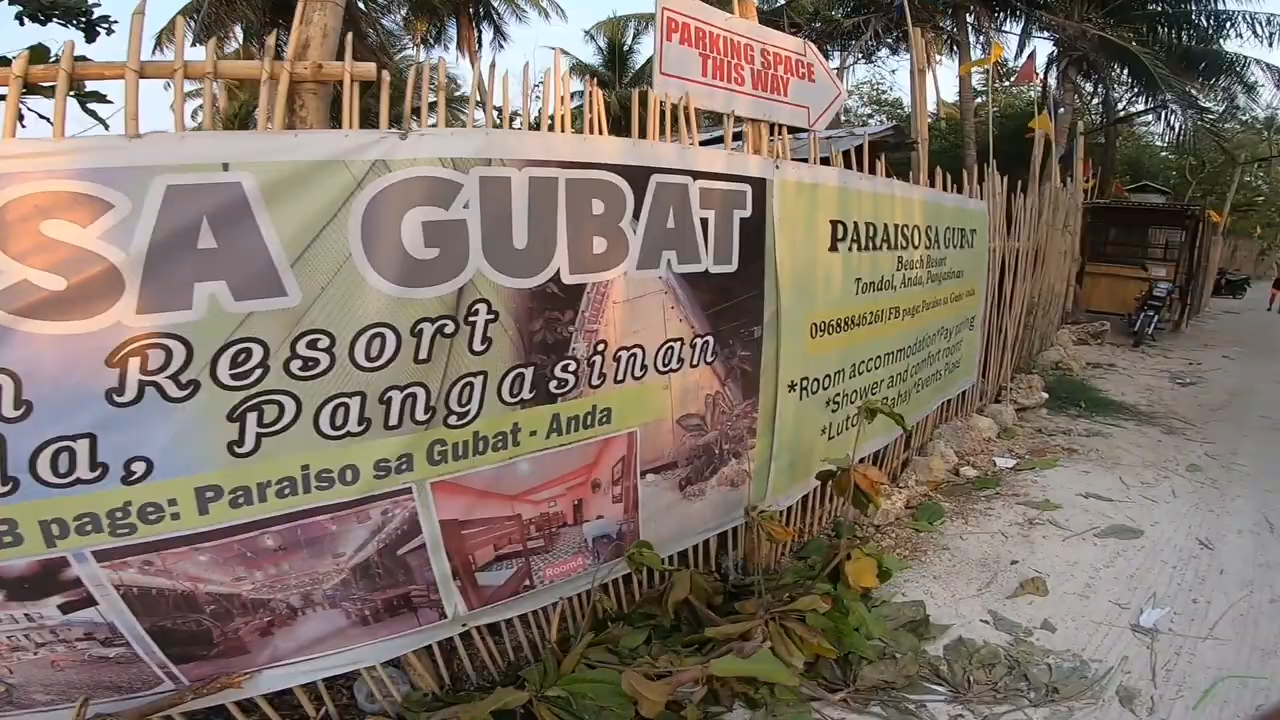 PARKING SPACE
THIS WAY
SA GUBAT
Resort
a, Pangasinan
B page: Paraiso sa Gubat - Anda
Room4
PARAISO SA GUBAT
Beach Resort
Tondol, Anda, Pangasinan
09688846261|FB page: Paraiso sa Gubat-Anda
*Room accommodation*Pay parking
*Shower and comfort rooms
*Lutong Bahay*Events Place